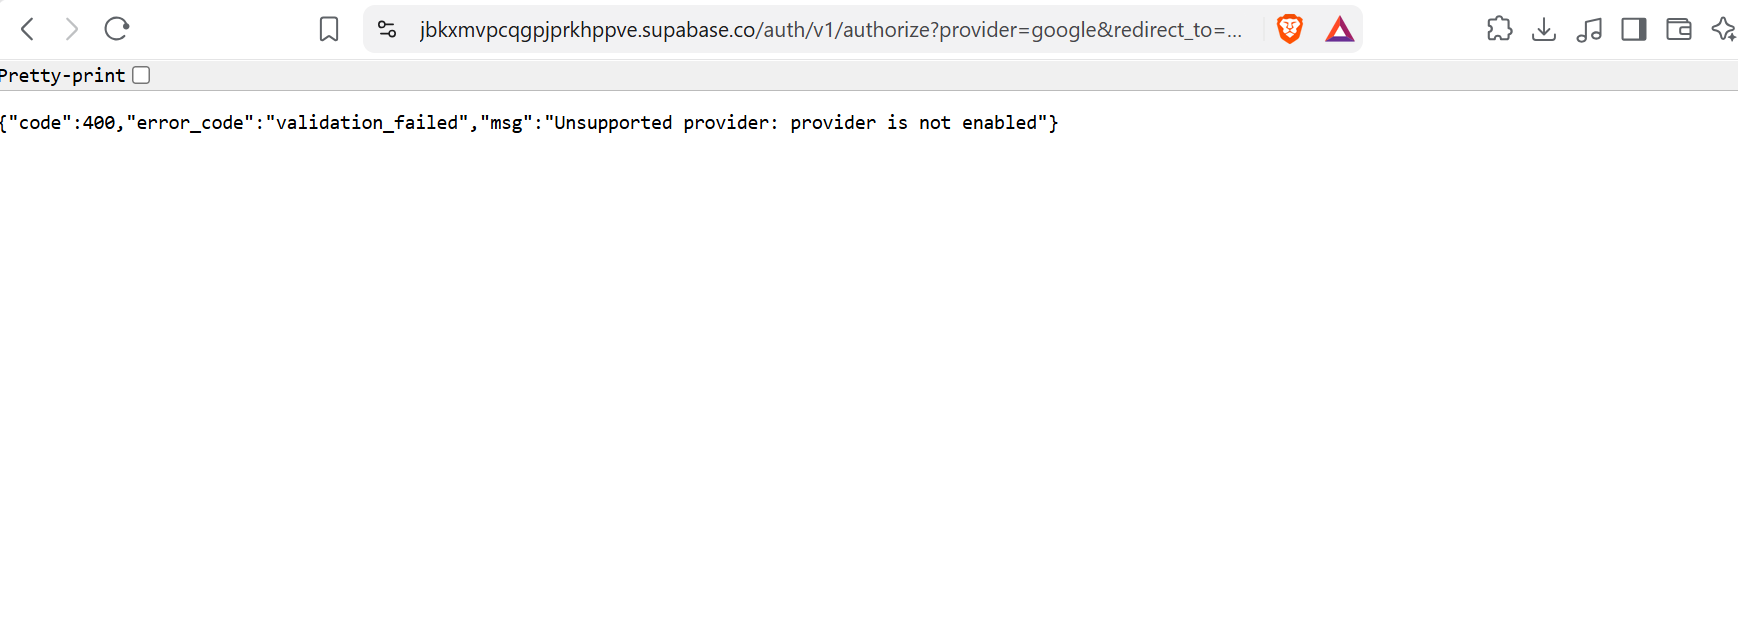 jbkxmvpcqgpjprkhppve.supabase.co/auth/v1/authorize?provider=google&redirect_to=...
Pretty-print
{"code":400,"error_code":"validation_failed","msg":"Unsupported provider: provider is not enabled"}